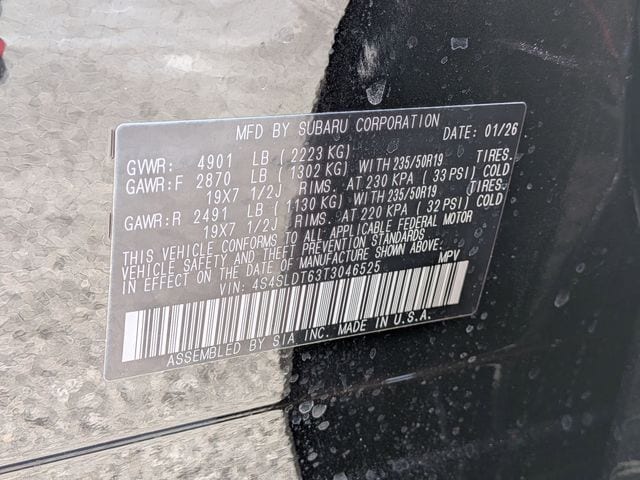 MFD BY SUBARU CORPORATION DATE: 01/26
GVWR: 4901 LB ( 2223 KG)
GAWR:F 2870 LB ( 1302 KG) WITH 235/50R19 TIRES.
19X7 1/2J RIMS. AT 230 KPA ( 33 PSI) COLD
GAWR:R 2491 LB ( 1130 KG) WITH 235/50R19 TIRES.
19X7 1/2J RIMS. AT 220 KPA ( 32 PSI) COLD
THIS VEHICLE CONFORMS TO ALL APPLICABLE FEDERAL MOTOR
VEHICLE SAFETY AND THEFT PREVENTION STANDARDS
IN EFFECT ON THE DATE OF MANUFACTURE SHOWN ABOVE.
VIN: 4S4SLDT63T3046525 MPV
ASSEMBLED BY SIA INC. MADE IN U.S.A.